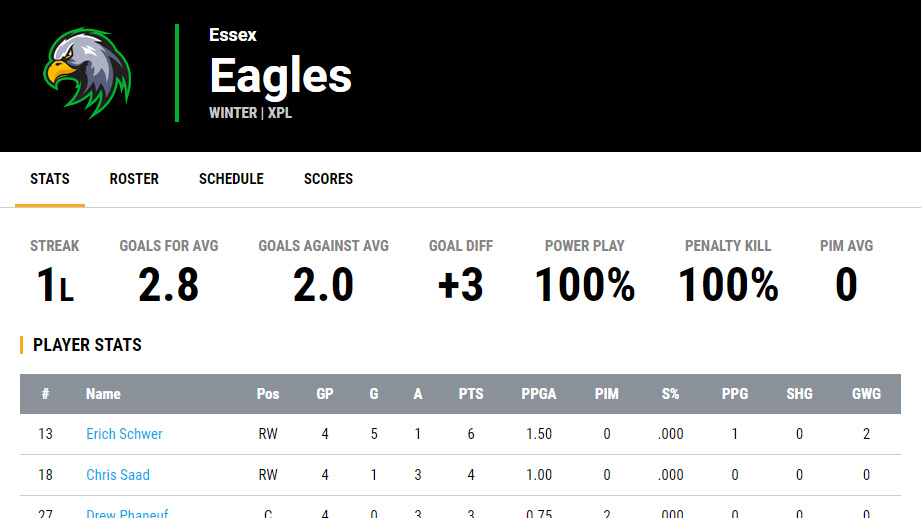 Essex
Eagles
WINTER | XPL
STATS ROSTER SCHEDULE SCORES
STREAK GOALS FOR AVG GOALS AGAINST AVG GOAL DIFF POWER PLAY PENALTY KILL PIM AVG
1L 2.8 2.0 +3 100% 100% 0
PLAYER STATS
# Name Pos GP G A PTS PPGA PIM S% PPG SHG GWG
13 Erich Schwer RW 4 5 1 6 1.50 0 .000 1 0 2
18 Chris Saad RW 4 1 3 4 1.00 0 .000 0 0 0
27 Drew Phaneuf C 4 0 3 3 0.75 2 .000 0 0 0